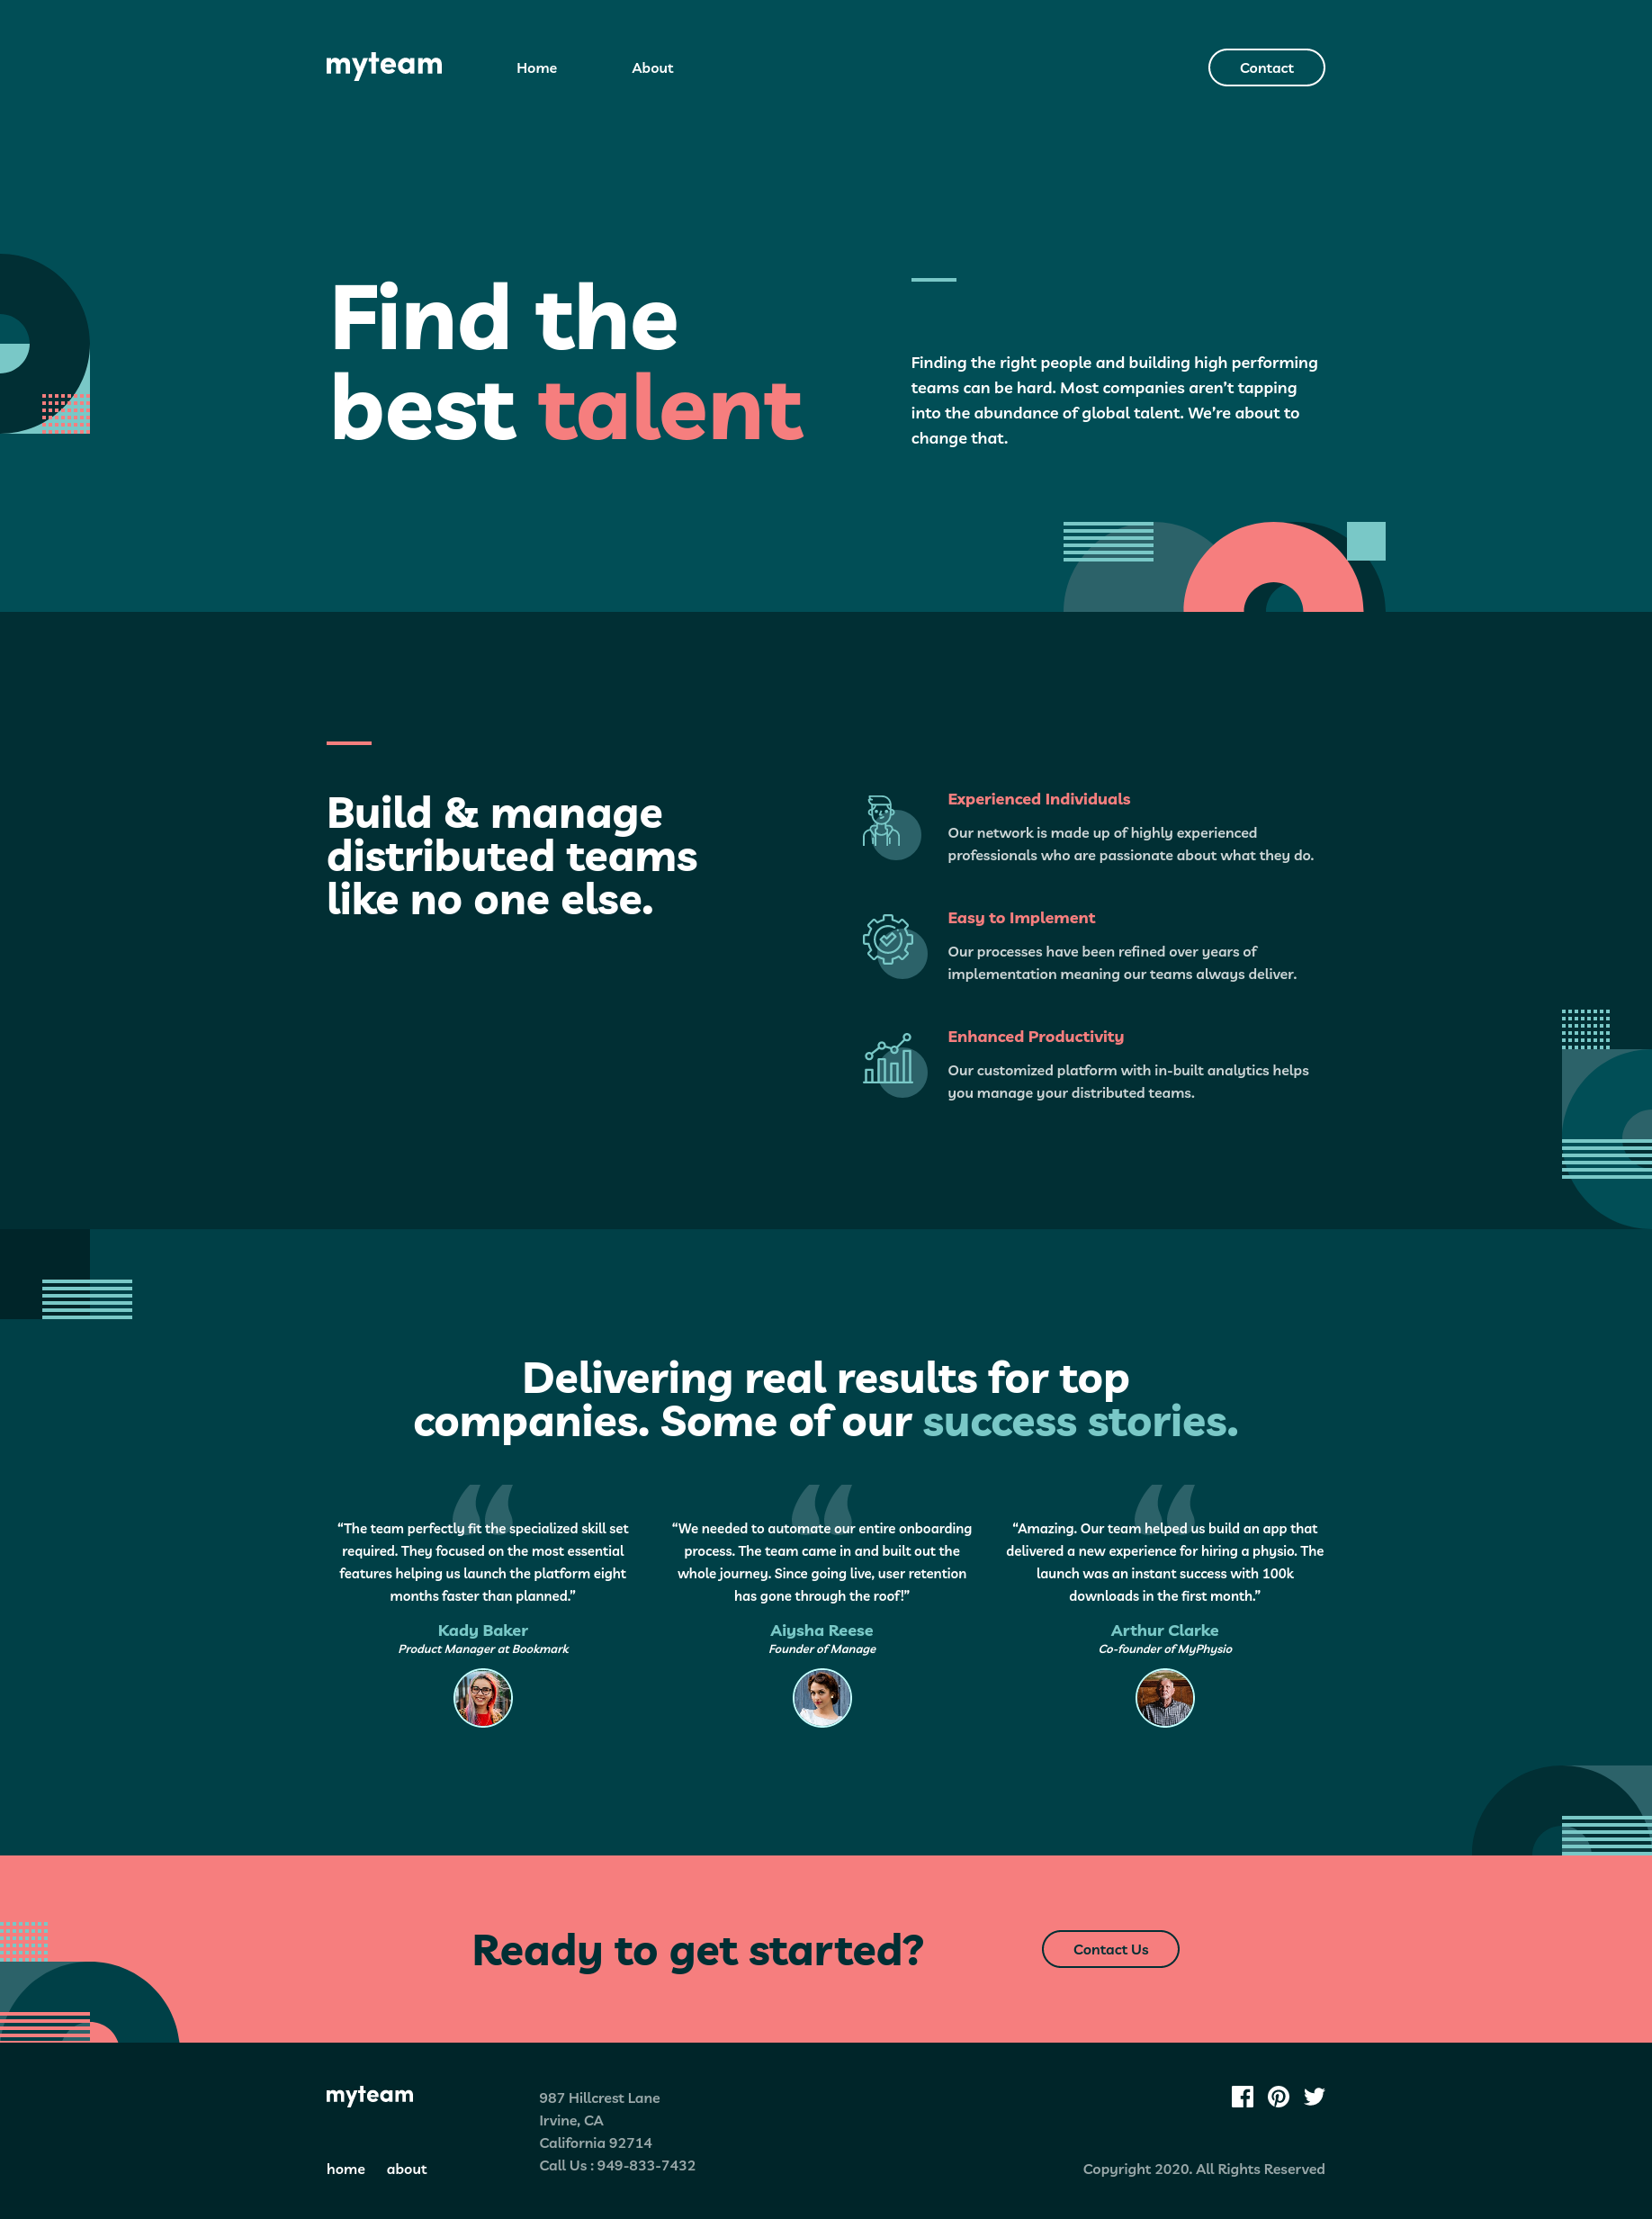 myteam
Home
About
Contact
Find the
best talent
Finding the right people and building high performing
teams can be hard. Most companies aren’t tapping
into the abundance of global talent. We’re about to
change that.
Build & manage
distributed teams
like no one else.
Experienced Individuals
Our network is made up of highly experienced
professionals who are passionate about what they do.
Easy to Implement
Our processes have been refined over years of
implementation meaning our teams always deliver.
Enhanced Productivity
Our customized platform with in-built analytics helps
you manage your distributed teams.
Delivering real results for top
companies. Some of our success stories.
“The team perfectly fit the specialized skill set
required. They focused on the most essential
features helping us launch the platform eight
months faster than planned.”
Kady Baker
Product Manager at Bookmark
“We needed to automate our entire onboarding
process. The team came in and built out the
whole journey. Since going live, user retention
has gone through the roof!”
Aiysha Reese
Founder of Manage
“Amazing. Our team helped us build an app that
delivered a new experience for hiring a physio. The
launch was an instant success with 100k
downloads in the first month.”
Arthur Clarke
Co-founder of MyPhysio
Ready to get started?
Contact Us
myteam
home
about
987 Hillcrest Lane
Irvine, CA
California 92714
Call Us : 949-833-7432
Copyright 2020. All Rights Reserved